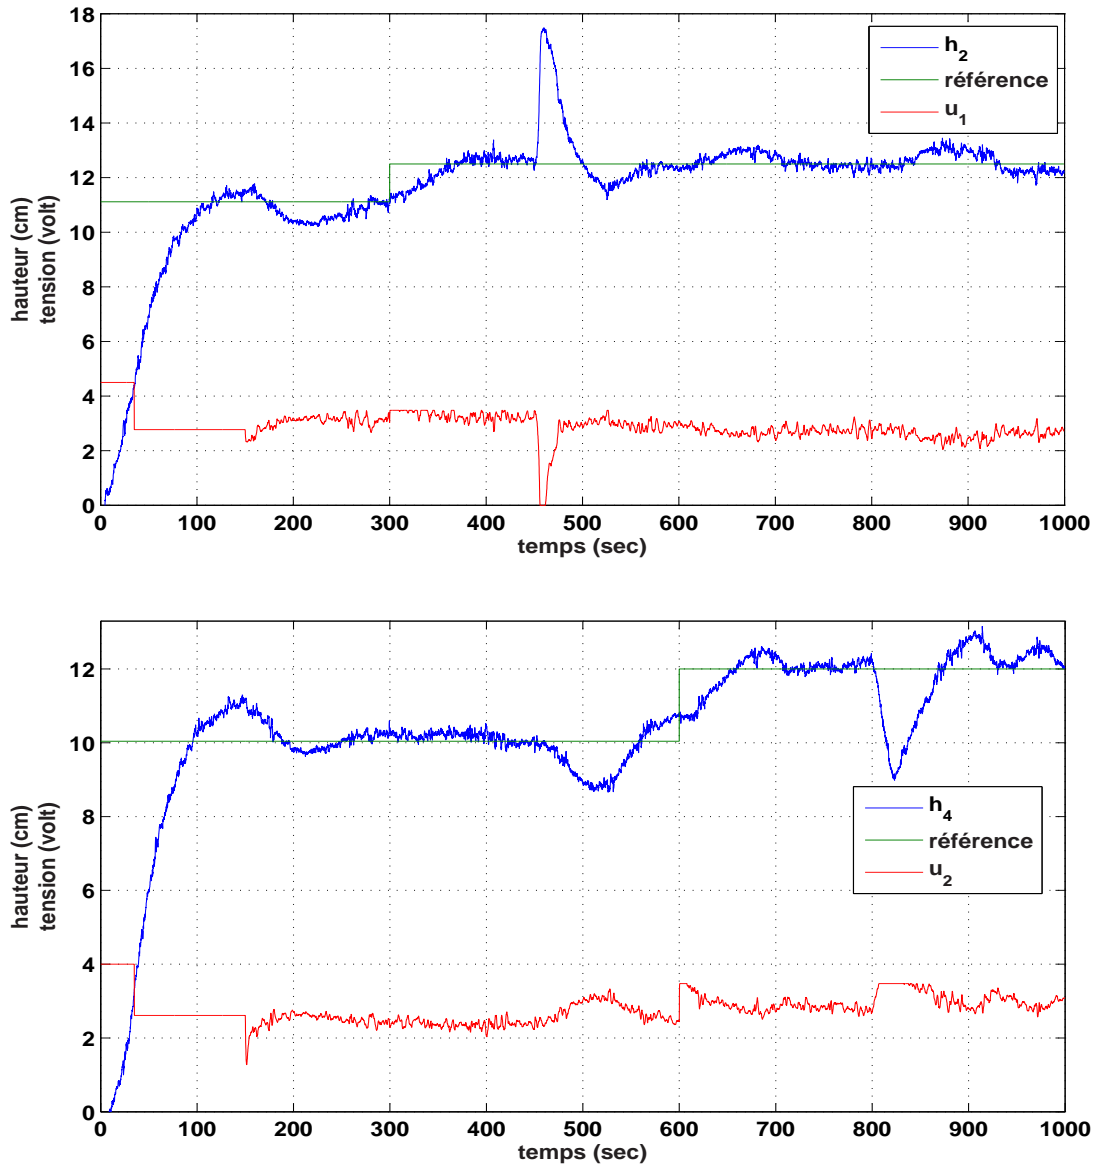 18
16
14
12
10
8
6
4
2
0
hauteur (cm)
tension (volt)
h2
référence
u1
0 100 200 300 400 500 600 700 800 900 1000
temps (sec)
12
10
8
6
4
2
0
hauteur (cm)
tension (volt)
h4
référence
u2
0 100 200 300 400 500 600 700 800 900 1000
temps (sec)